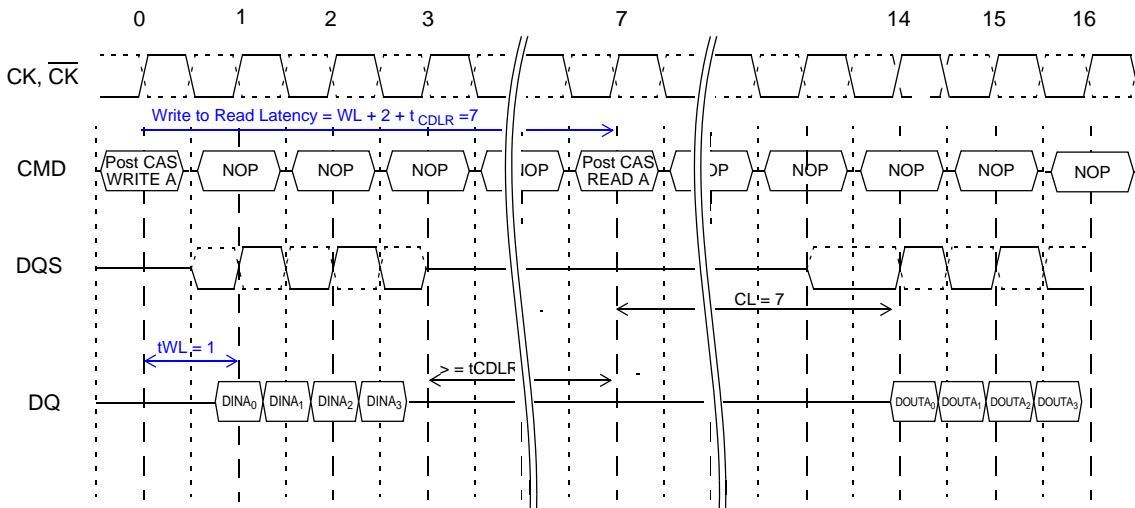 0 1 2 3 7 14 15 16
CK, CK
Write to Read Latency = WL + 2 + tCDLR =7
CMD
Post CAS WRITE A
NOP
NOP
NOP
Post CAS READ A
NOP
NOP
NOP
NOP
DQS
CL = 7
tWL = 1
> = tCDLR
DQ
DINA0 DINA1 DINA2 DINA3
DOUTA0 DOUTA1 DOUTA2 DOUTA3